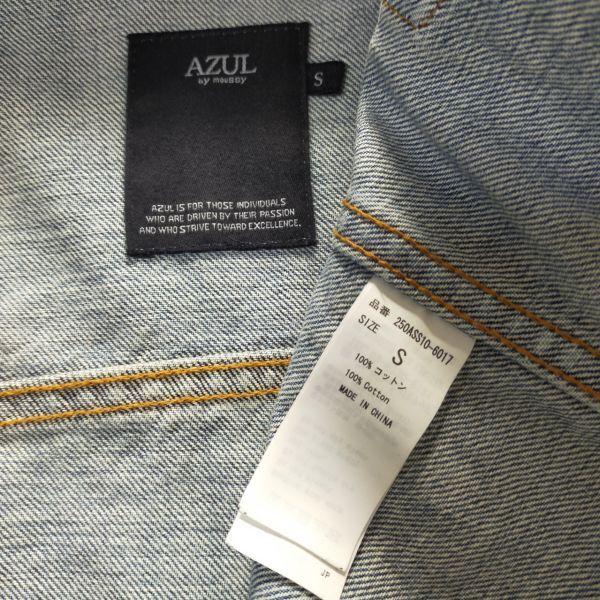 AZUL
by moussy
S
AZUL IS FOR THOSE INDIVIDUALS
WHO ARE DRIVEN BY THEIR PASSION
AND WHO STRIVE TOWARD EXCELLENCE.
品番 250ASS10-6017
SIZE S
100% コットン
100% Cotton
MADE IN CHINA
JP